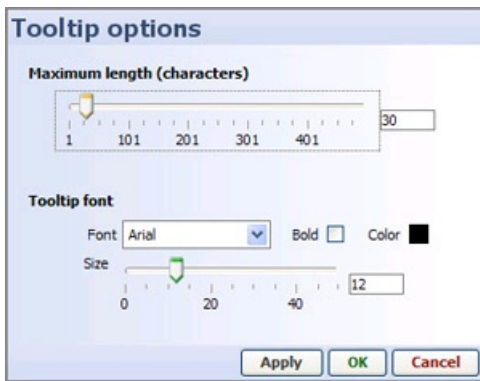 Tooltip options
Maximum length (characters)
30
1 101 201 301 401
Tooltip font
Font Arial Bold Color
Size
12
0 20 40
Apply OK Cancel